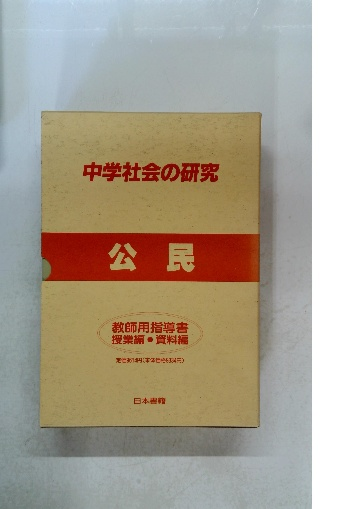 中学社会の研究
公民
教師用指導書
授業編●資料編
日本書籍